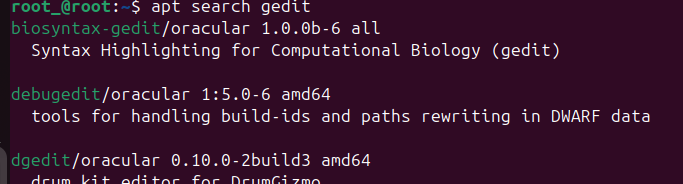 root_@root:~$ apt search gedit
biosyntax-gedit/oracular 1.0.0b-6 all
  Syntax Highlighting for Computational Biology (gedit)

debugedit/oracular 1:5.0-6 amd64
  tools for handling build-ids and paths rewriting in DWARF data

dgedit/oracular 0.10.0-2build3 amd64
  drum kit editor for DrumGizmo